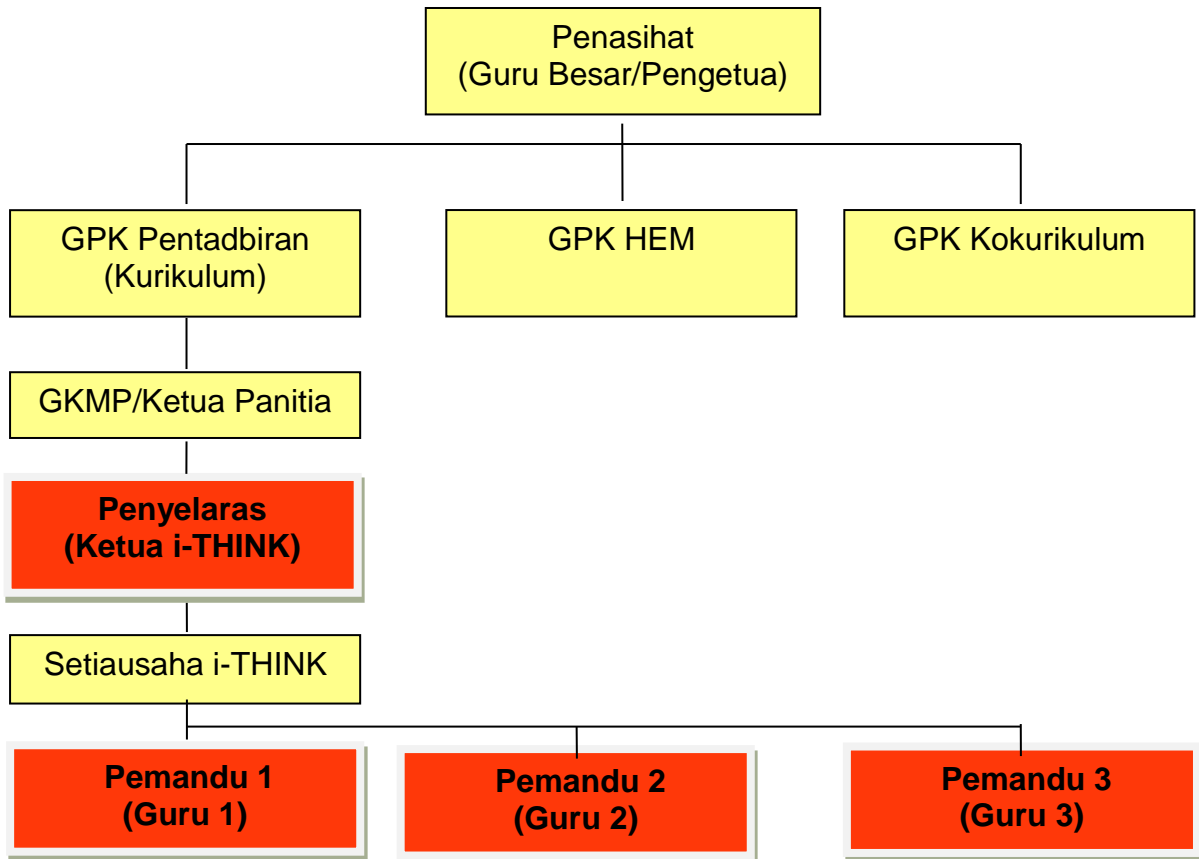 Penasihat
(Guru Besar/Pengetua)
GPK Pentadbiran
(Kurikulum)
GPK HEM
GPK Kokurikulum
GKMP/Ketua Panitia
Penyelaras
(Ketua i-THINK)
Setiausaha i-THINK
Pemandu 1
(Guru 1)
Pemandu 2
(Guru 2)
Pemandu 3
(Guru 3)